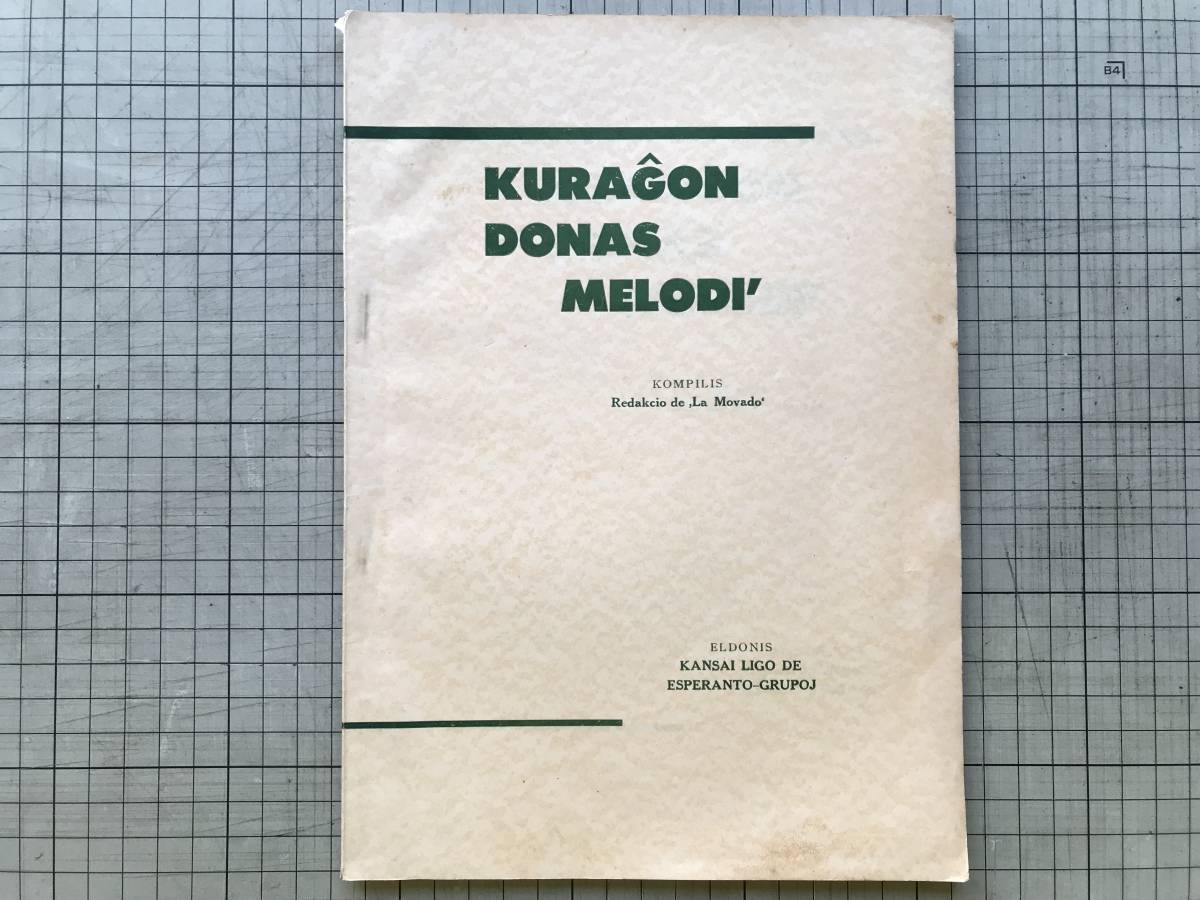 B4
KURAĜON
DONAS
MELODI'
KOMPILIS
Redakcio de ‚La Movado‘
ELDONIS
KANSAI LIGO DE
ESPERANTO-GRUPOJ